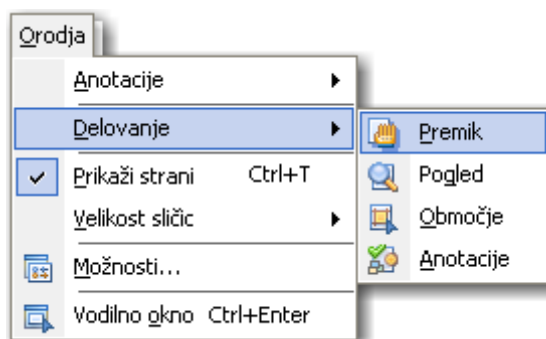 Orodja
Anotacije
Delovanje
Prikaži strani Ctrl+T
Velikost sličic
Možnosti...
Vodilno okno Ctrl+Enter
Premik
Pogled
Območje
Anotacije